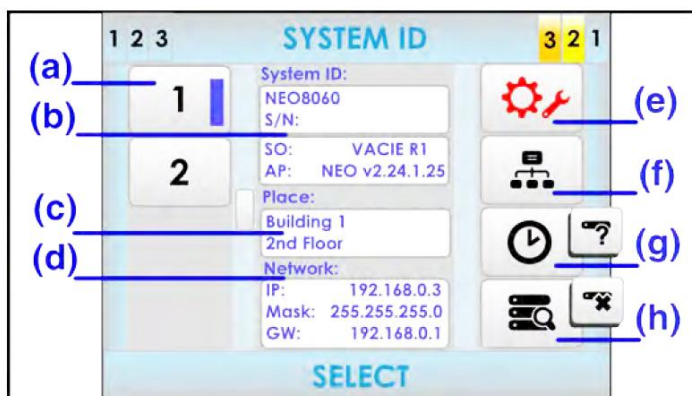 1 2 3 SYSTEM ID 3 2 1
(a)
1
(b)
2
(c)
(d)
System ID:
NEO8060
S/N:
SO: VACIE R1
AP: NEO v2.24.1.25
Place:
Building 1
2nd Floor
Network:
IP: 192.168.0.3
Mask: 255.255.255.0
GW: 192.168.0.1
(e)
(f)
?
(g)
(h)
SELECT